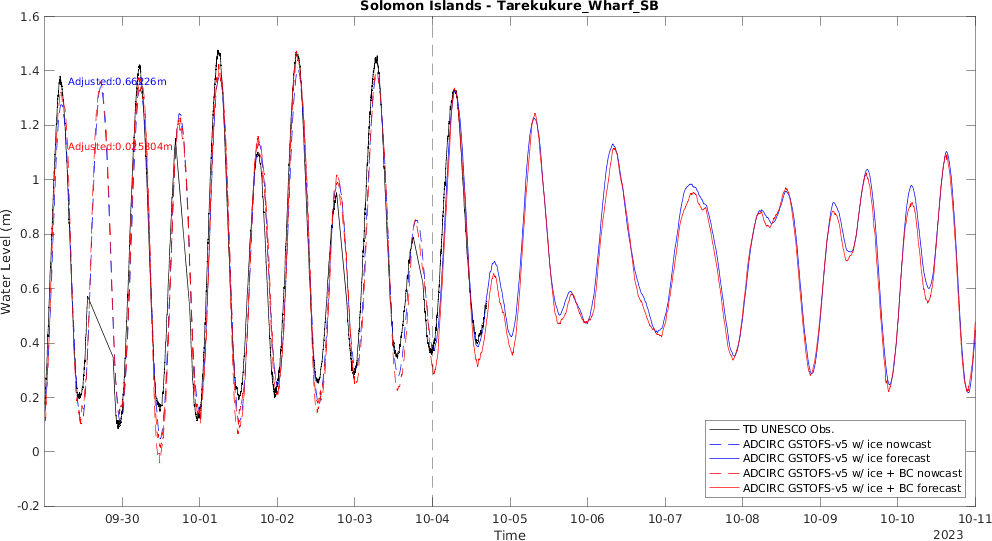 Solomon Islands - Tarekukure_Wharf_SB
1.6
1.4
1.2
1
0.8
0.6
0.4
0.2
0
-0.2
Water Level (m)
Adjusted:0.66226m
Adjusted:0.025804m
TD UNESCO Obs.
ADCIRC GSTOFS-v5 w/ ice nowcast
ADCIRC GSTOFS-v5 w/ ice forecast
ADCIRC GSTOFS-v5 w/ ice + BC nowcast
ADCIRC GSTOFS-v5 w/ ice + BC forecast
09-30 10-01 10-02 10-03 10-04 10-05 10-06 10-07 10-08 10-09 10-10 10-11
Time
2023